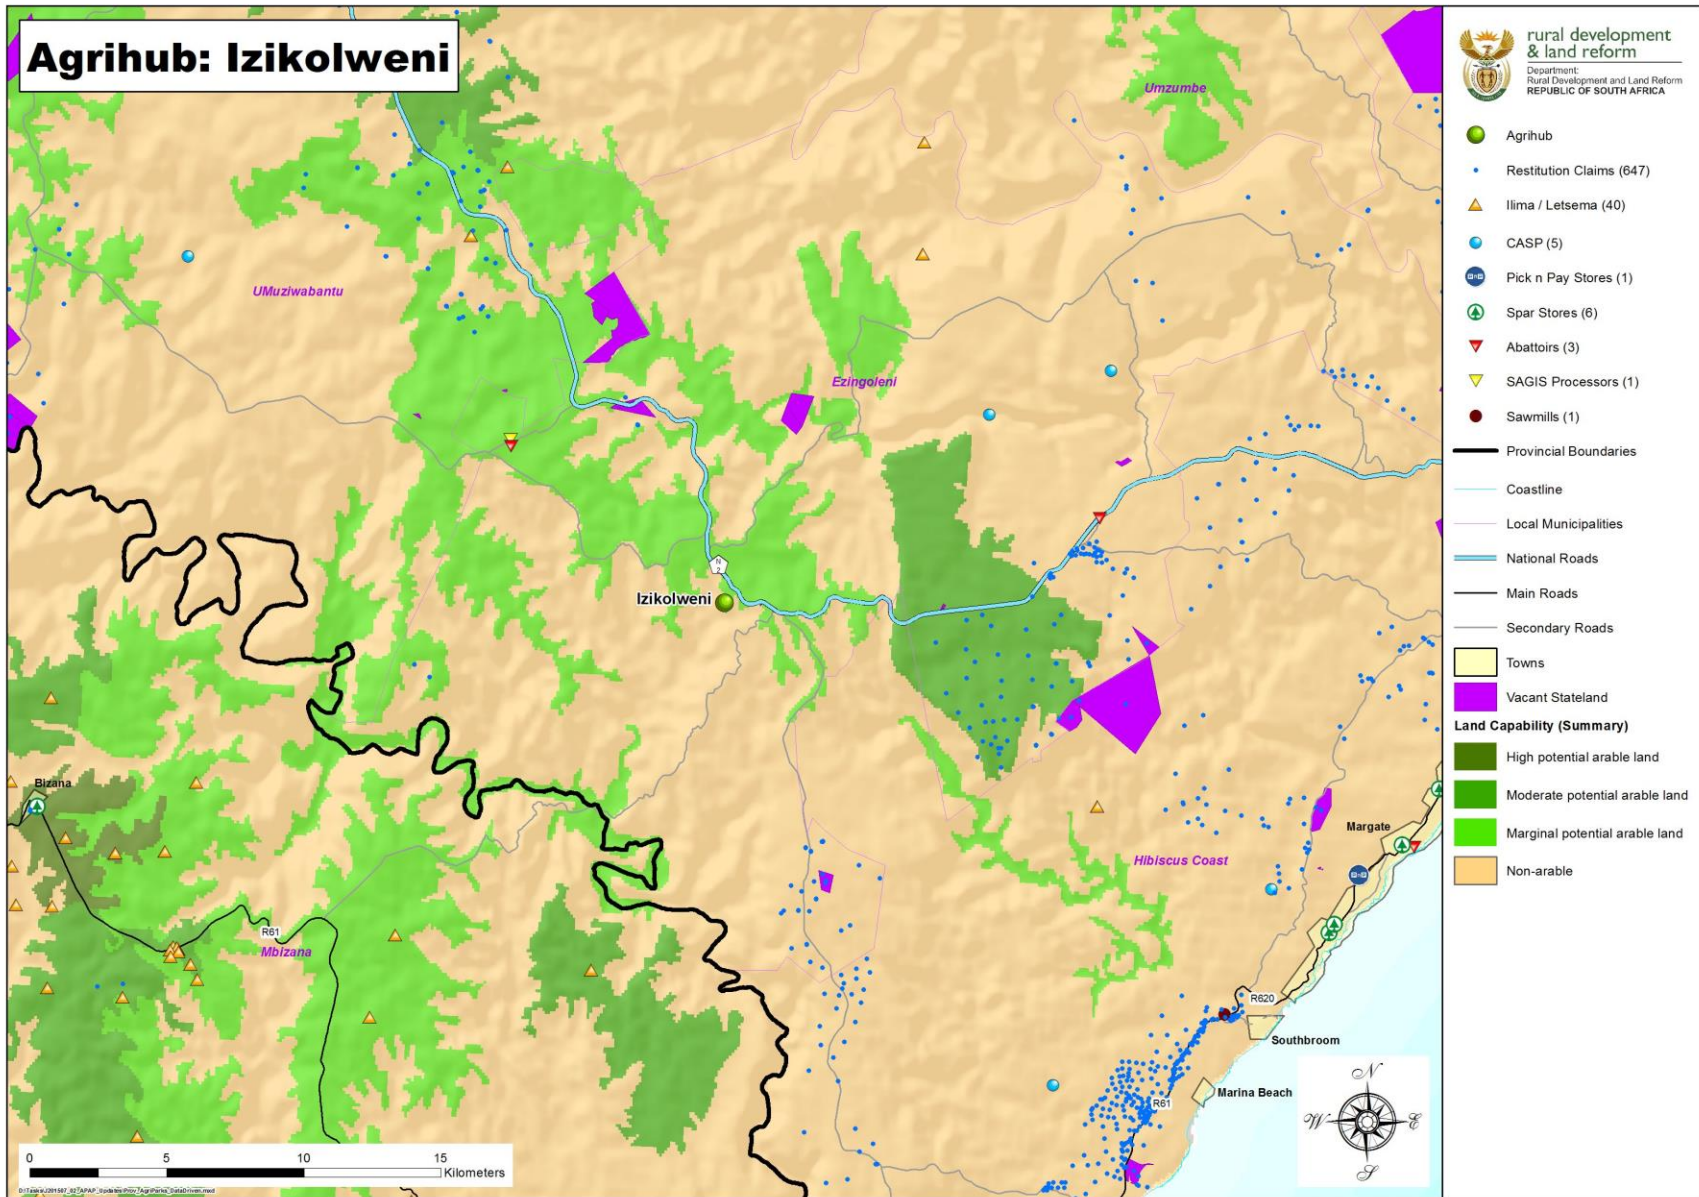 Agrihub: Izikolweni
Umzumbe
UMuziwabantu
Ezingoleni
N
2
Izikolweni
Bizana
R61
Mbizana
Margate
Hibiscus Coast
R620
Southbroom
Marina Beach
R61
0 5 10 15
Kilometers
N
W E
S
rural development
& land reform
Department:
Rural Development and Land Reform
REPUBLIC OF SOUTH AFRICA
Agrihub
Restitution Claims (647)
Ilima / Letsema (40)
CASP (5)
Pick n Pay Stores (1)
Spar Stores (6)
Abattoirs (3)
SAGIS Processors (1)
Sawmills (1)
Provincial Boundaries
Coastline
Local Municipalities
National Roads
Main Roads
Secondary Roads
Towns
Vacant Stateland
Land Capability (Summary)
High potential arable land
Moderate potential arable land
Marginal potential arable land
Non-arable